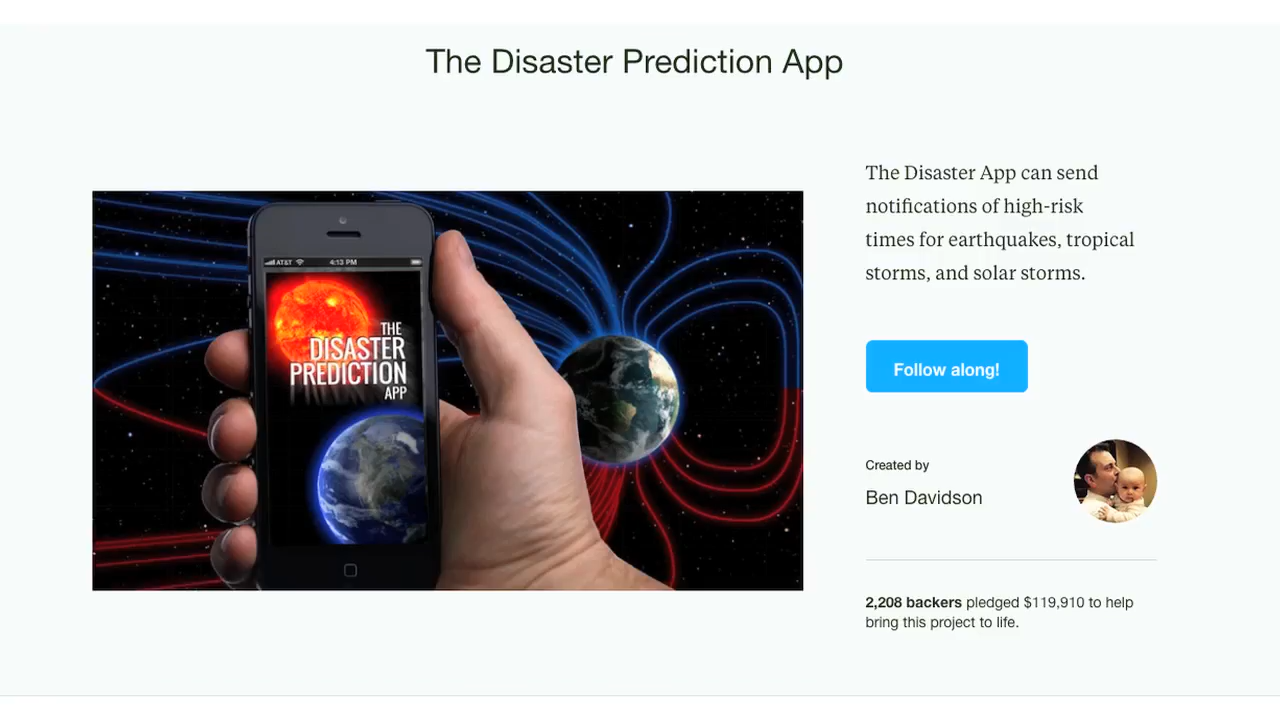 The Disaster Prediction App
The Disaster App can send
notifications of high-risk
times for earthquakes, tropical
storms, and solar storms.
AT&T 4:13 PM
THE
DISASTER
PREDICTION
APP
Follow along!
Created by
Ben Davidson
2,208 backers pledged $119,910 to help
bring this project to life.